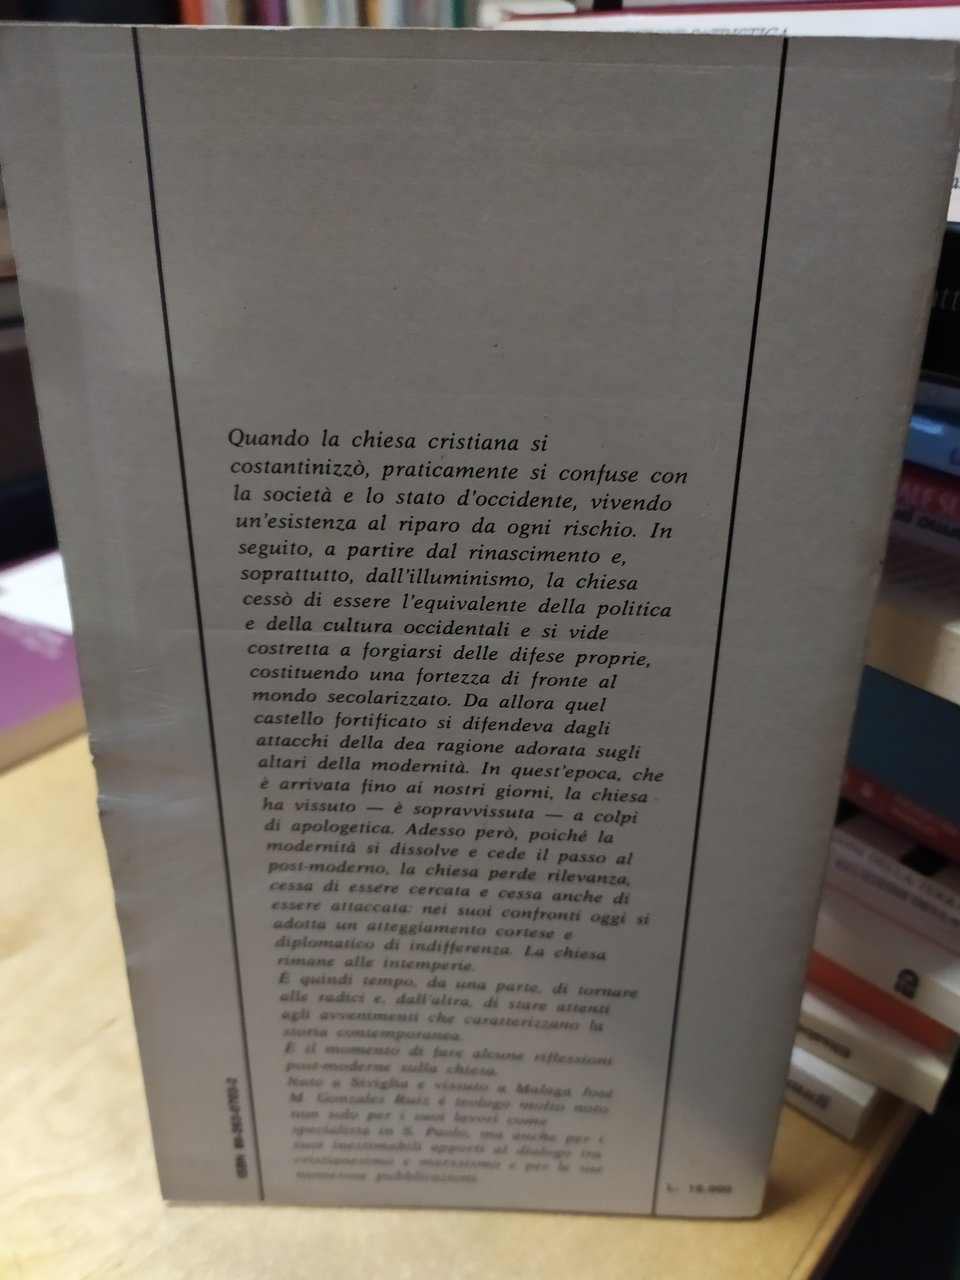 Quando la chiesa cristiana si
costantinizzò, praticamente si confuse con
la società e lo stato d'occidente, vivendo
un'esistenza al riparo da ogni rischio. In
seguito, a partire dal rinascimento e,
soprattutto, dall'illuminismo, la chiesa
cessò di essere l'equivalente della politica
e della cultura occidentali e si vide
costretta a forgiarsi delle difese proprie,
costituendo una fortezza di fronte al
mondo secolarizzato. Da allora quel
castello fortificato si difendeva dagli
attacchi della dea ragione adorata sugli
altari della modernità. In quest'epoca, che
è arrivata fino ai nostri giorni, la chiesa
ha vissuto — è sopravvissuta — a colpi
di apologetica. Adesso però, poiché la
modernità si dissolve e cede il passo al
post-moderno, la chiesa perde rilevanza,
cessa di essere cercata e cessa anche di
essere attaccata: nei suoi confronti oggi si
adotta un atteggiamento cortese e
diplomatico di indifferenza. La chiesa
rimane alle intemperie.
È quindi tempo, da una parte, di tornare
alle radici e, dall'altra, di stare attenti
agli avvenimenti che caratterizzano la
storia contemporanea.
È il momento di fare alcune riflessioni
post-moderne sulla chiesa.
Nato a Siviglia e vissuto a Malaga José
M. Gonzales Ruiz è teologo molto noto
non solo per i suoi lavori come
specialista in S. Paolo, ma anche per i
suoi inestimabili apporti al dialogo tra
cristianesimo e marxismo e per le sue
numerose pubblicazioni.
ISBN
L.